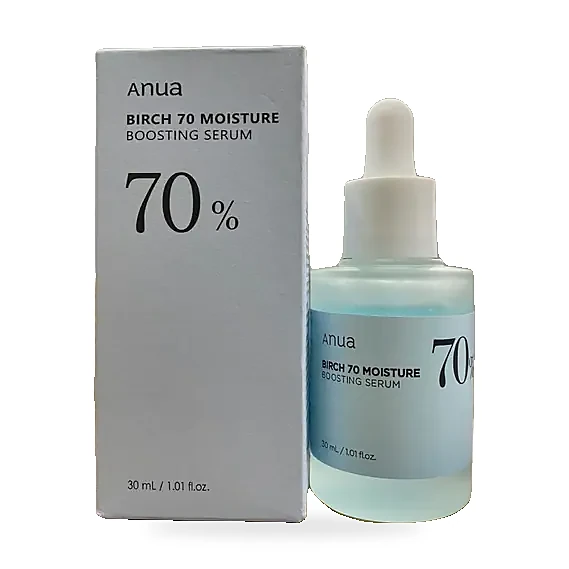 Anua
BIRCH 70 MOISTURE
BOOSTING SERUM
70 %
30 mL / 1.01 fl.oz.
Anua
BIRCH 70 MOISTURE
BOOSTING SERUM
70%
30 mL / 1.01 fl.oz.